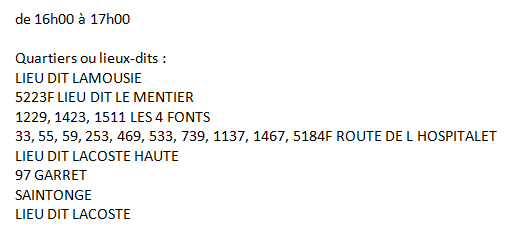 de 16h00 à 17h00
Quartiers ou lieux-dits :
LIEU DIT LAMOUSIE
5223F LIEU DIT LE MENTIER
1229, 1423, 1511 LES 4 FONTS
33, 55, 59, 253, 469, 533, 739, 1137, 1467, 5184F ROUTE DE L HOSPITALET
LIEU DIT LACOSTE HAUTE
97 GARRET
SAINTONGE
LIEU DIT LACOSTE